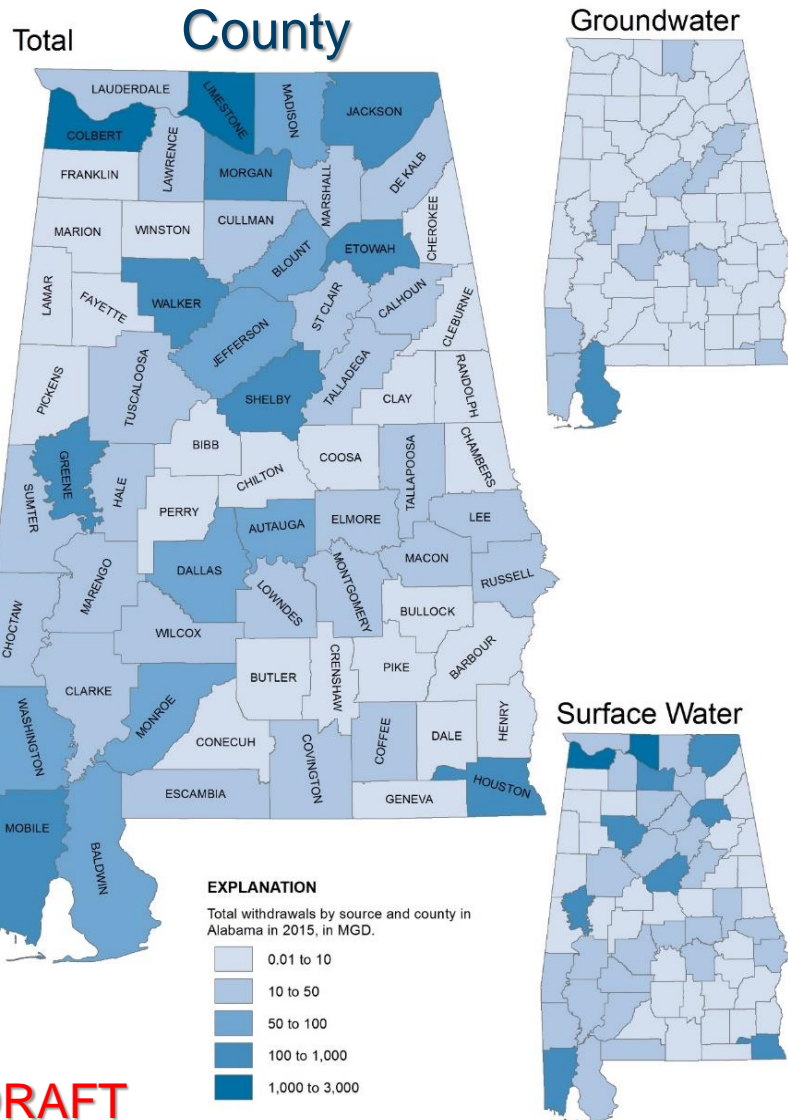 Total
County
Groundwater
LAUDERDALE
LIMESTONE
MADISON
JACKSON
COLBERT
LAWRENCE
FRANKLIN
MORGAN
MARSHALL
DE KALB
MARION
WINSTON
CULLMAN
BLOUNT
ETOWAH
CHEROKEE
LAMAR
FAYETTE
WALKER
JEFFERSON
ST CLAIR
CALHOUN
CLEBURNE
PICKENS
TUSCALOOSA
SHELBY
TALLADEGA
CLAY
RANDOLPH
GREENE
HALE
BIBB
CHILTON
COOSA
TALLAPOOSA
CHAMBERS
SUMTER
PERRY
AUTAUGA
ELMORE
LEE
MACON
RUSSELL
DALLAS
MARENGO
LOWNDES
MONTGOMERY
BULLOCK
CHOCTAW
WILCOX
BARBOUR
CLARKE
BUTLER
CRENSHAW
PIKE
WASHINGTON
MONROE
CONECUH
COVINGTON
COFFEE
DALE
HENRY
Surface Water
ESCAMBIA
GENEVA
HOUSTON
MOBILE
BALDWIN
EXPLANATION
Total withdrawals by source and county in
Alabama in 2015, in MGD.
0.01 to 10
10 to 50
50 to 100
100 to 1,000
1,000 to 3,000
DRAFT